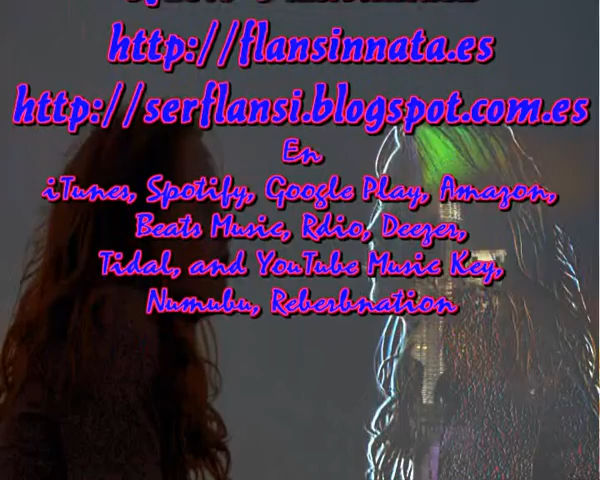 http://flansinnata.es
http://serflansi.blogspot.com.es
En
iTunes, Spotify, Google Play, Amazon,
Beats Music, Rdio, Deezer,
Tidal, and YouTube Music Key,
Numubu, Reberbnation